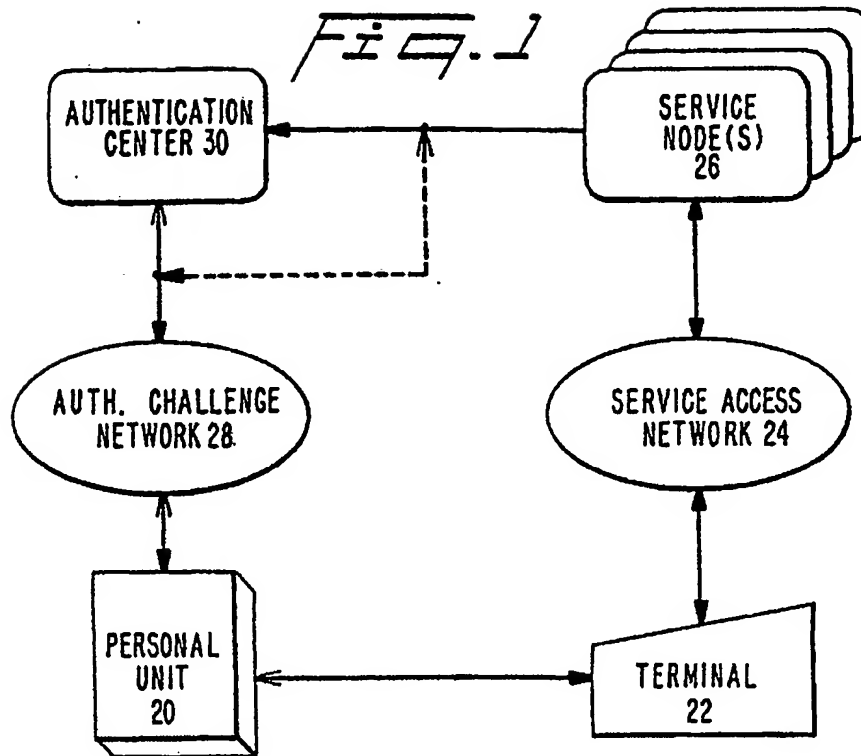 Fig. 1
AUTHENTICATION
CENTER 30
SERVICE
NODE(S)
26
AUTH. CHALLENGE
NETWORK 28
SERVICE ACCESS
NETWORK 24
PERSONAL
UNIT
20
TERMINAL
22